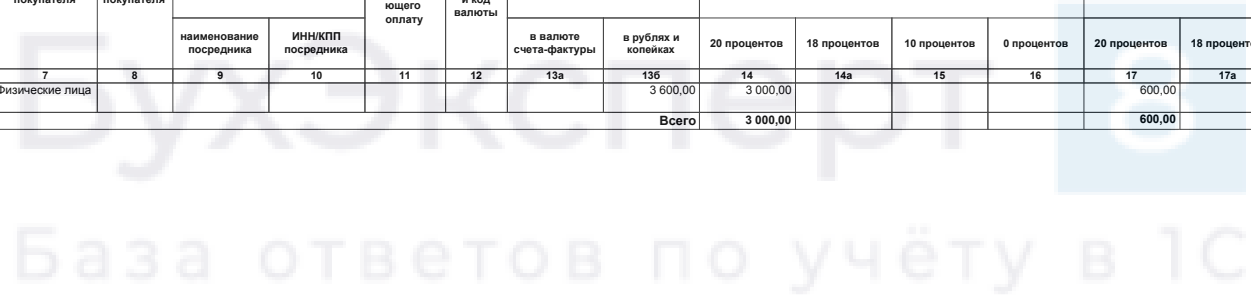 покупателя покупателя ющего и код
оплату валюты
наименование посредника ИНН/КПП посредника в валюте счета-фактуры в рублях и копейках 20 процентов 18 процентов 10 процентов 0 процентов 20 процентов 18 процент
7 8 9 10 11 12 13а 13б 14 14а 15 16 17 17а
Физические лица 3 600,00 3 000,00 600,00
Всего 3 000,00 600,00
БухЭксперт 8
База ответов по учёту в 1С